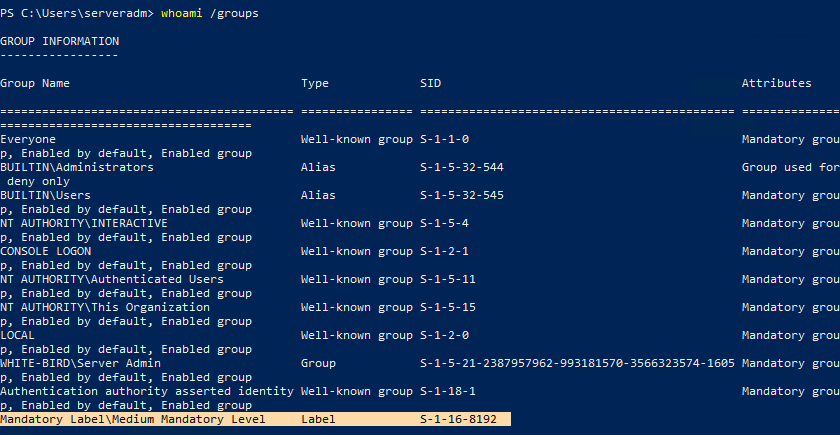 PS C:\Users\serveradm> whoami /groups
GROUP INFORMATION
-----------------
Group Name Type SID Attributes
========================================== ================ ============================================= ==============
====================================
Everyone Well-known group S-1-1-0 Mandatory grou
p, Enabled by default, Enabled group
BUILTIN\Administrators Alias S-1-5-32-544 Group used for
deny only
BUILTIN\Users Alias S-1-5-32-545 Mandatory grou
p, Enabled by default, Enabled group
NT AUTHORITY\INTERACTIVE Well-known group S-1-5-4 Mandatory grou
p, Enabled by default, Enabled group
CONSOLE LOGON Well-known group S-1-2-1 Mandatory grou
p, Enabled by default, Enabled group
NT AUTHORITY\Authenticated Users Well-known group S-1-5-11 Mandatory grou
p, Enabled by default, Enabled group
NT AUTHORITY\This Organization Well-known group S-1-5-15 Mandatory grou
p, Enabled by default, Enabled group
LOCAL Well-known group S-1-2-0 Mandatory grou
p, Enabled by default, Enabled group
WHITE-BIRD\Server Admin Group S-1-5-21-2387957962-993181570-3566323574-1605 Mandatory grou
p, Enabled by default, Enabled group
Authentication authority asserted identity Well-known group S-1-18-1 Mandatory grou
p, Enabled by default, Enabled group
Mandatory Label\Medium Mandatory Level Label S-1-16-8192